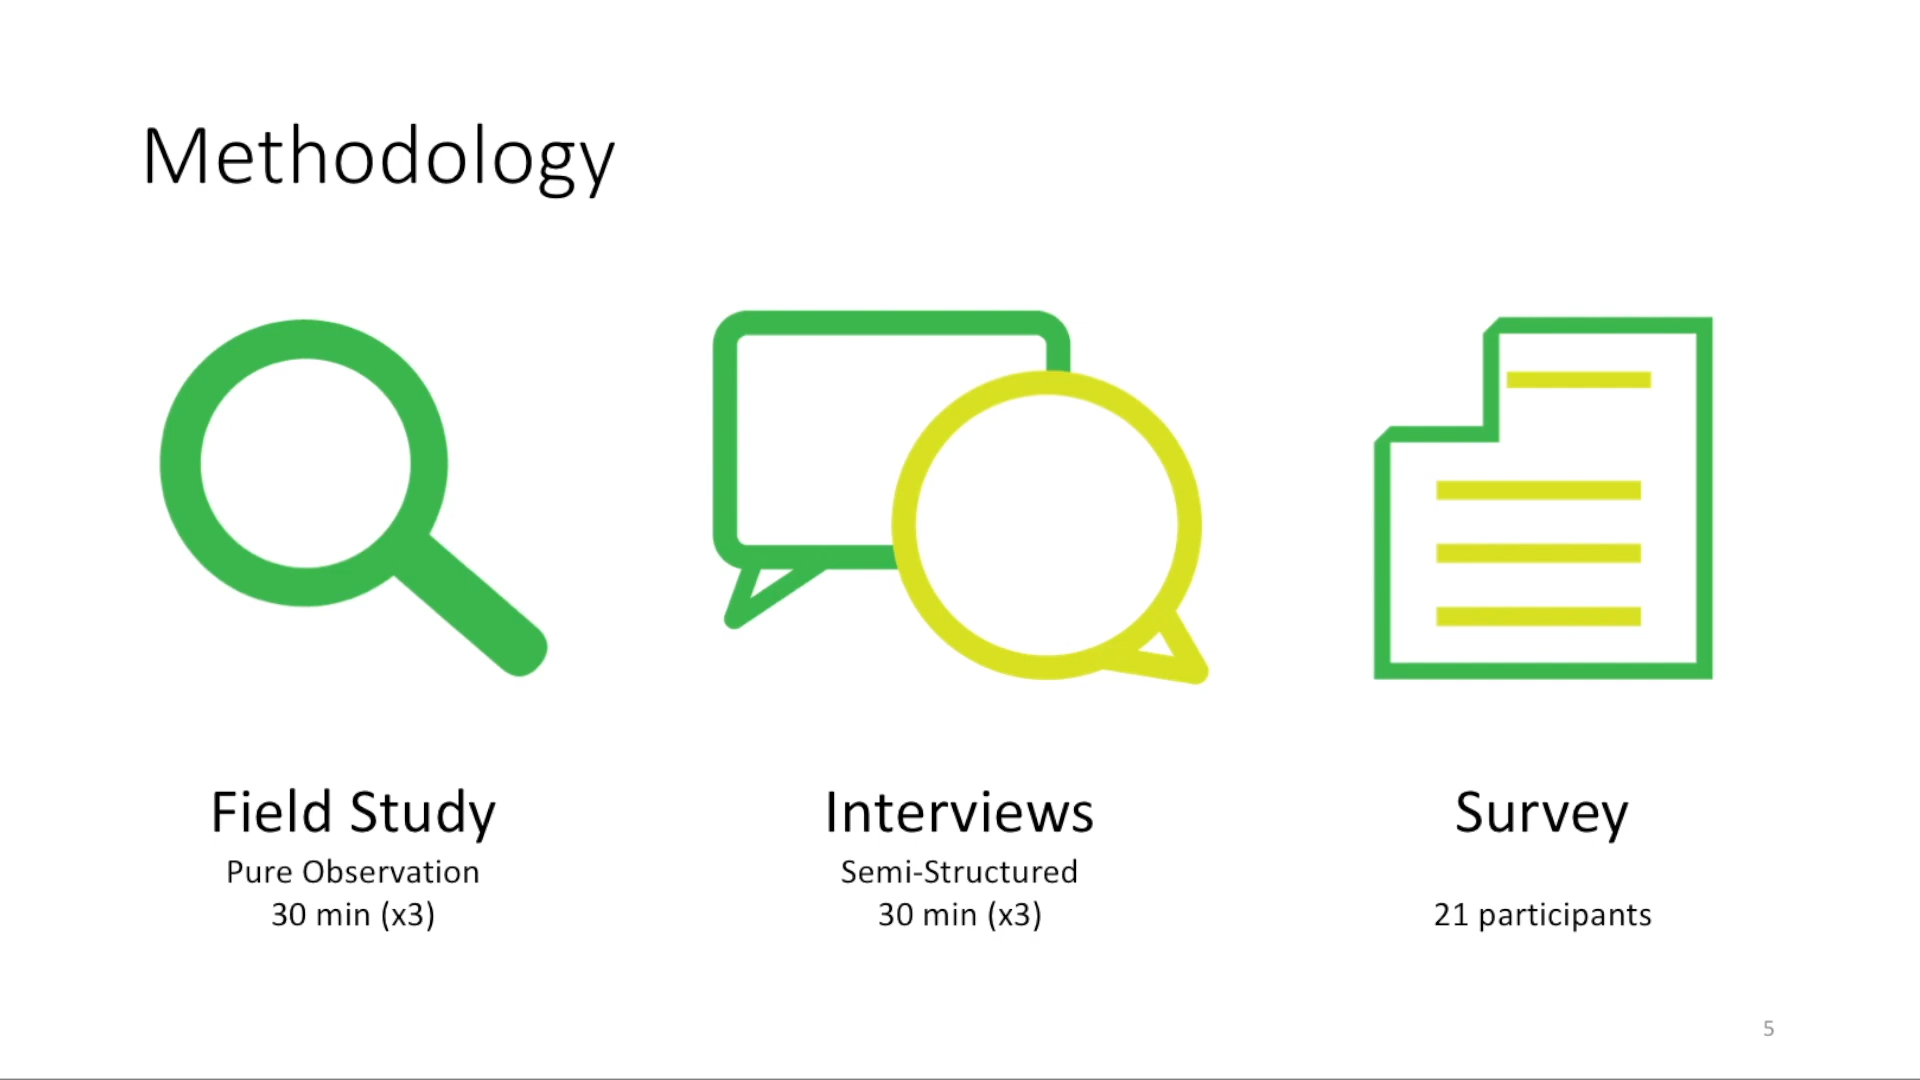 Methodology
Field Study
Pure Observation
30 min (x3)
Interviews
Semi-Structured
30 min (x3)
Survey
21 participants
5